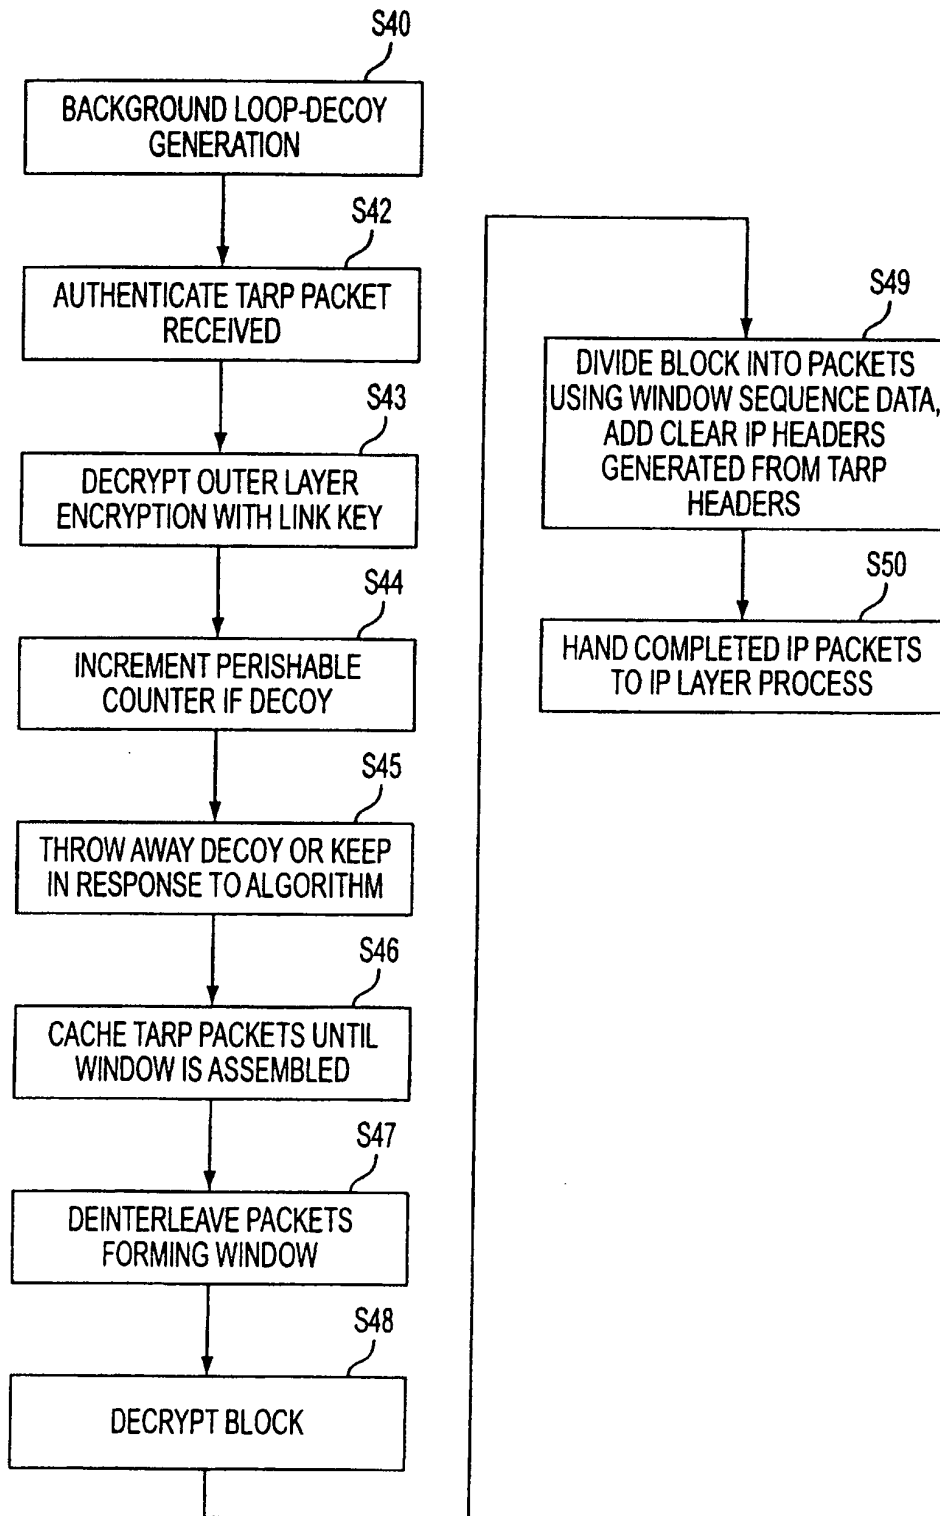 S40
BACKGROUND LOOP-DECOY
GENERATION
S42
AUTHENTICATE TARP PACKET
RECEIVED
S43
DECRYPT OUTER LAYER
ENCRYPTION WITH LINK KEY
S44
INCREMENT PERISHABLE
COUNTER IF DECOY
S45
THROW AWAY DECOY OR KEEP
IN RESPONSE TO ALGORITHM
S46
CACHE TARP PACKETS UNTIL
WINDOW IS ASSEMBLED
S47
DEINTERLEAVE PACKETS
FORMING WINDOW
S48
DECRYPT BLOCK
S49
DIVIDE BLOCK INTO PACKETS
USING WINDOW SEQUENCE DATA,
ADD CLEAR IP HEADERS
GENERATED FROM TARP
HEADERS
S50
HAND COMPLETED IP PACKETS
TO IP LAYER PROCESS